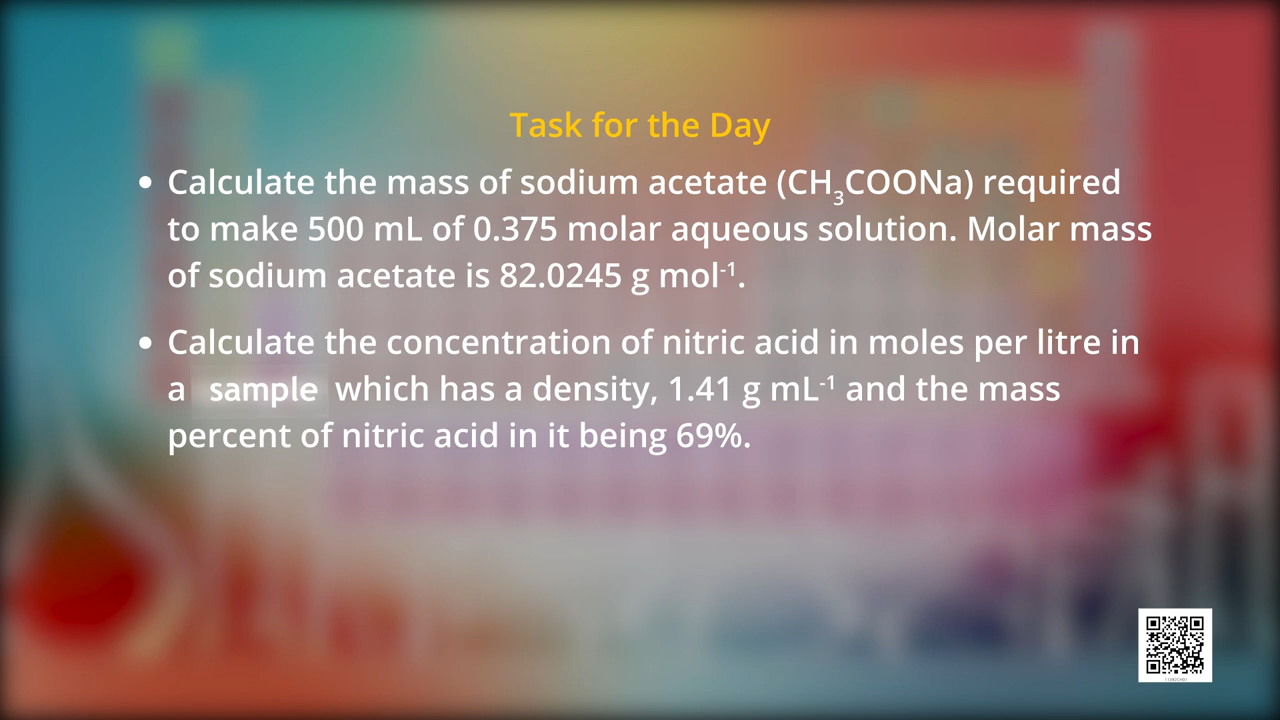 Task for the Day
• Calculate the mass of sodium acetate (CH₃COONa) required
to make 500 mL of 0.375 molar aqueous solution. Molar mass
of sodium acetate is 82.0245 g mol⁻¹.
• Calculate the concentration of nitric acid in moles per litre in
a sample which has a density, 1.41 g mL⁻¹ and the mass
percent of nitric acid in it being 69%.